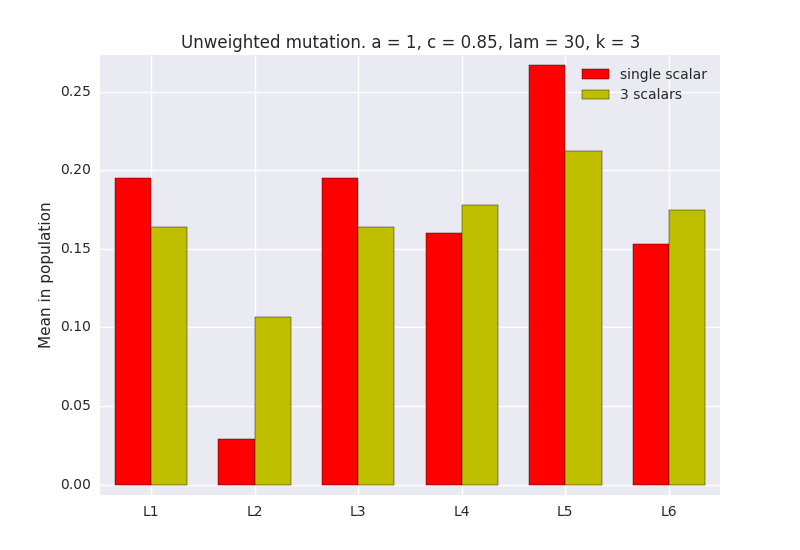 Unweighted mutation. a = 1, c = 0.85, lam = 30, k = 3
single scalar
3 scalars
Mean in population
0.25
0.20
0.15
0.10
0.05
0.00
L1 L2 L3 L4 L5 L6